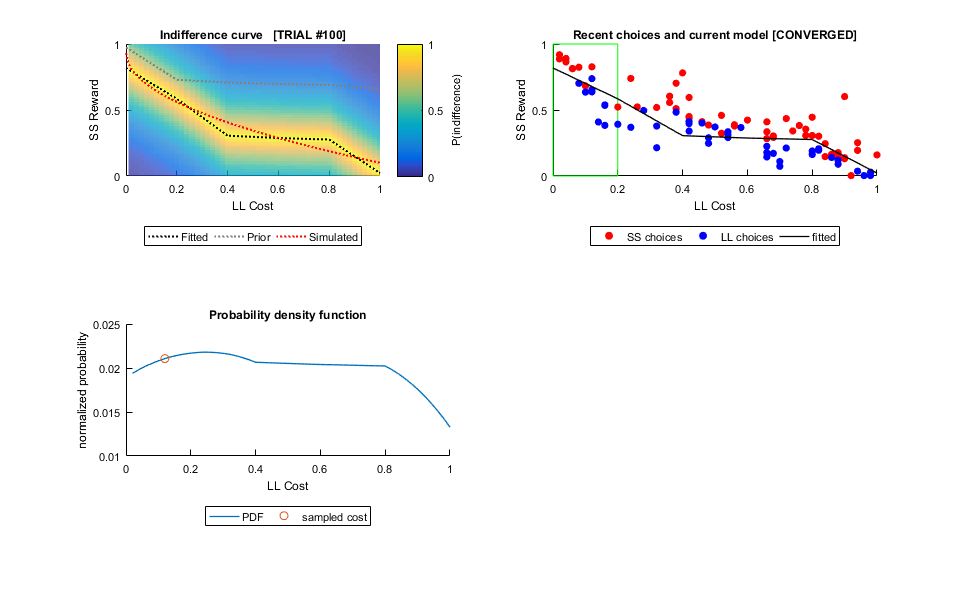 Indifference curve [TRIAL #100]
SS Reward
1
0.5
0
0 0.2 0.4 0.6 0.8 1
LL Cost
1
0.5
0
P(indifference)
Fitted Prior Simulated
Recent choices and current model [CONVERGED]
SS Reward
1
0.5
0
0 0.2 0.4 0.6 0.8 1
LL Cost
SS choices LL choices fitted
Probability density function
normalized probability
0.025
0.02
0.015
0.01
0 0.2 0.4 0.6 0.8 1
LL Cost
PDF sampled cost